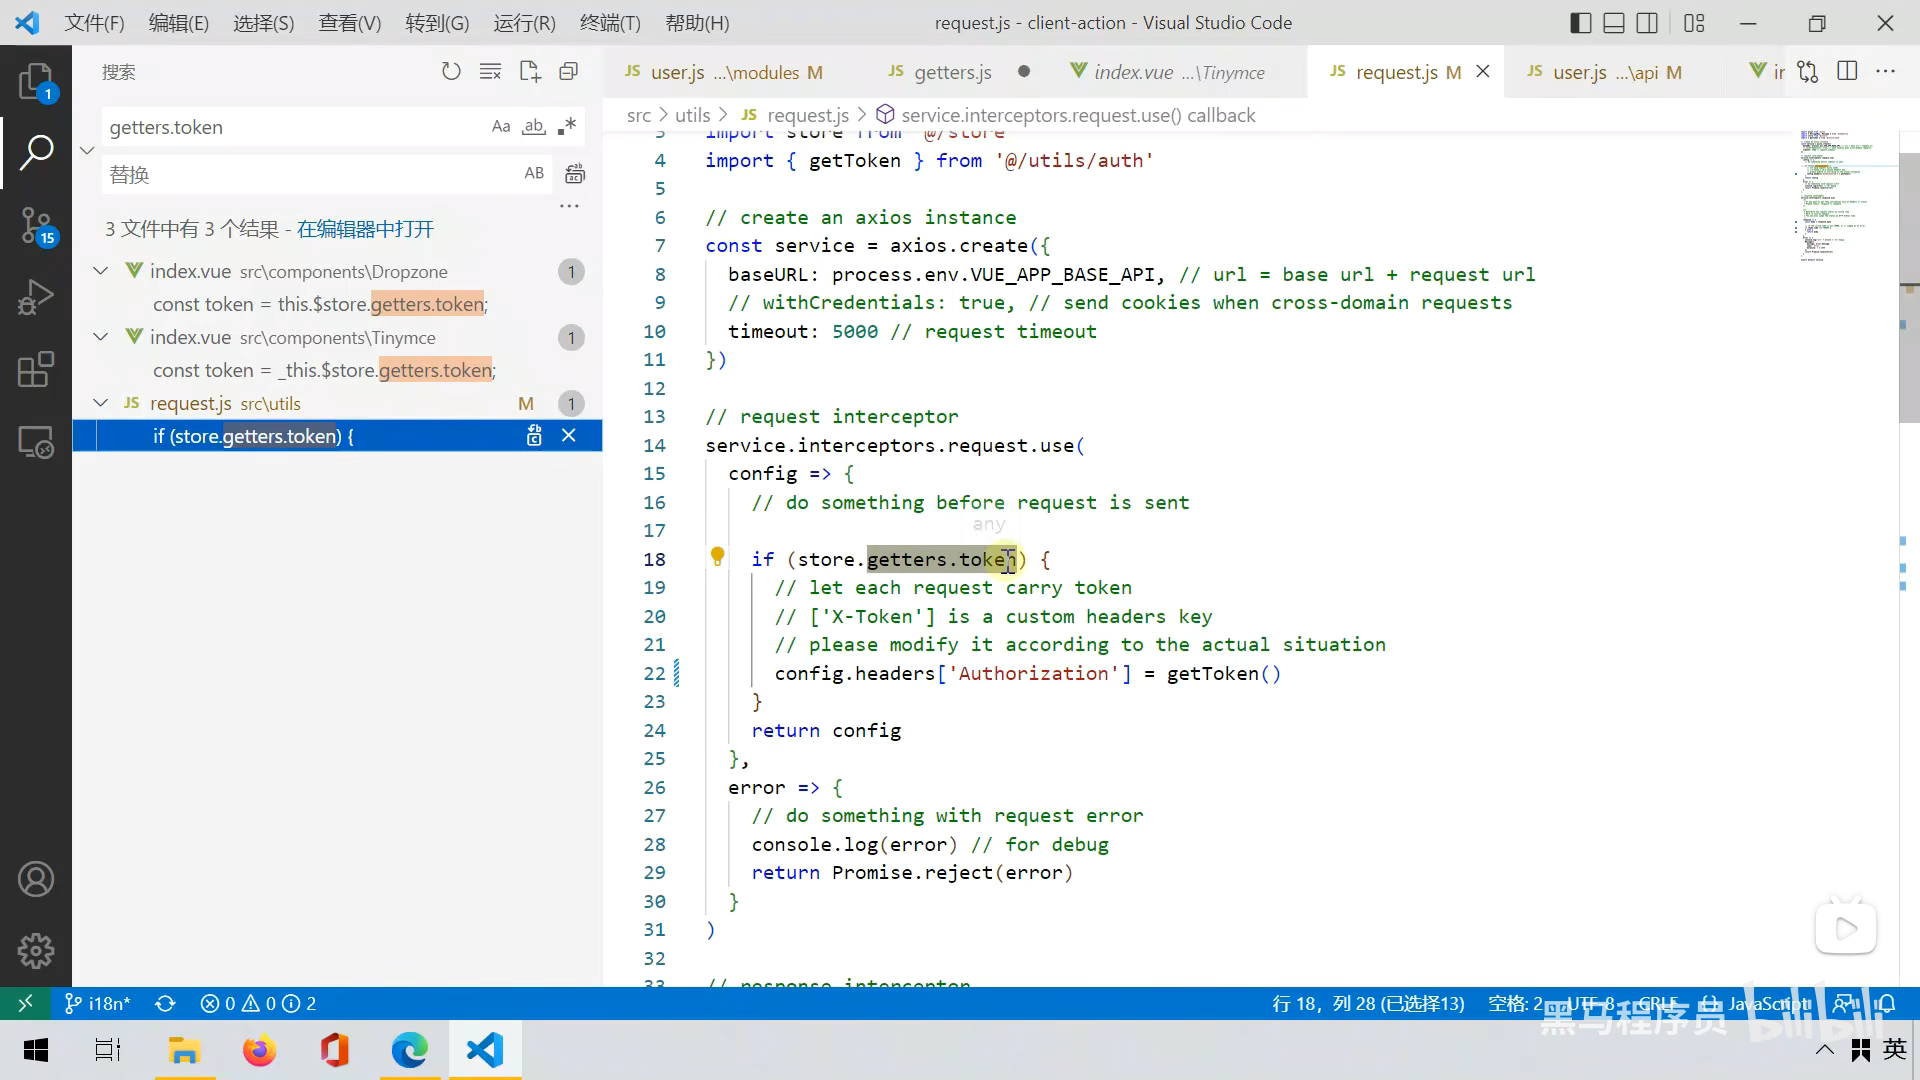 文件(F) 编辑(E) 选择(S) 查看(V) 转到(G) 运行(R) 终端(T) 帮助(H)
request.js - client-action - Visual Studio Code
搜索
getters.token
Aa ab .*
替换
AB
3 文件中有 3 个结果 - 在编辑器中打开
index.vue src\components\Dropzone 1
const token = this.$store.getters.token;
index.vue src\components\Tinymce 1
const token = _this.$store.getters.token;
JS request.js src\utils M 1
if (store.getters.token) {
1
15
JS user.js ...\modules M
JS getters.js
index.vue ...\Tinymce
JS request.js M
JS user.js ...\api M
src > utils > JS request.js > service.interceptors.request.use() callback
3 import store from '@/store'
4 import { getToken } from '@/utils/auth'
5
6 // create an axios instance
7 const service = axios.create({
8 baseURL: process.env.VUE_APP_BASE_API, // url = base url + request url
9 // withCredentials: true, // send cookies when cross-domain requests
10 timeout: 5000 // request timeout
11 })
12
13 // request interceptor
14 service.interceptors.request.use(
15 config => {
16 // do something before request is sent
any
17
18 if (store.getters.token) {
19 // let each request carry token
20 // ['X-Token'] is a custom headers key
21 // please modify it according to the actual situation
22 config.headers['Authorization'] = getToken()
23 }
24 return config
25 },
26 error => {
27 // do something with request error
28 console.log(error) // for debug
29 return Promise.reject(error)
30 }
31 )
32
33 // response interceptor
i18n* 0 0 2
行 18，列 28 (已选择13) 空格: 2 UTF-8 CRLF {} JavaScript
黑马程序员 bilibili
英